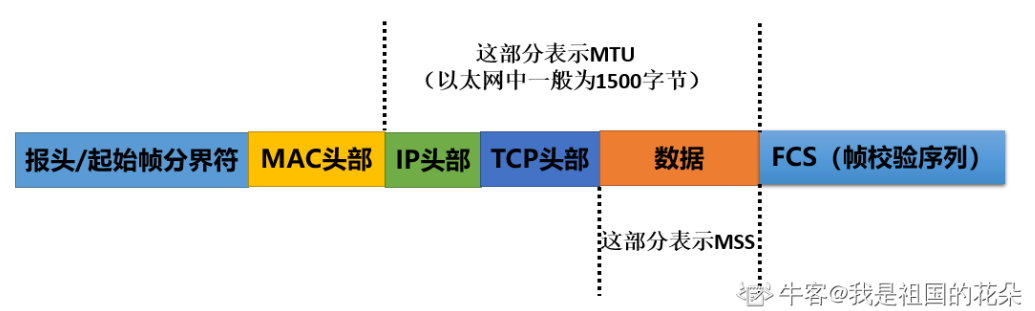 这部分表示MTU
（以太网中一般为1500字节）
报头/起始帧分界符 MAC头部 IP头部 TCP头部 数据 FCS（帧校验序列）
这部分表示MSS
牛客@我是祖国的花朵